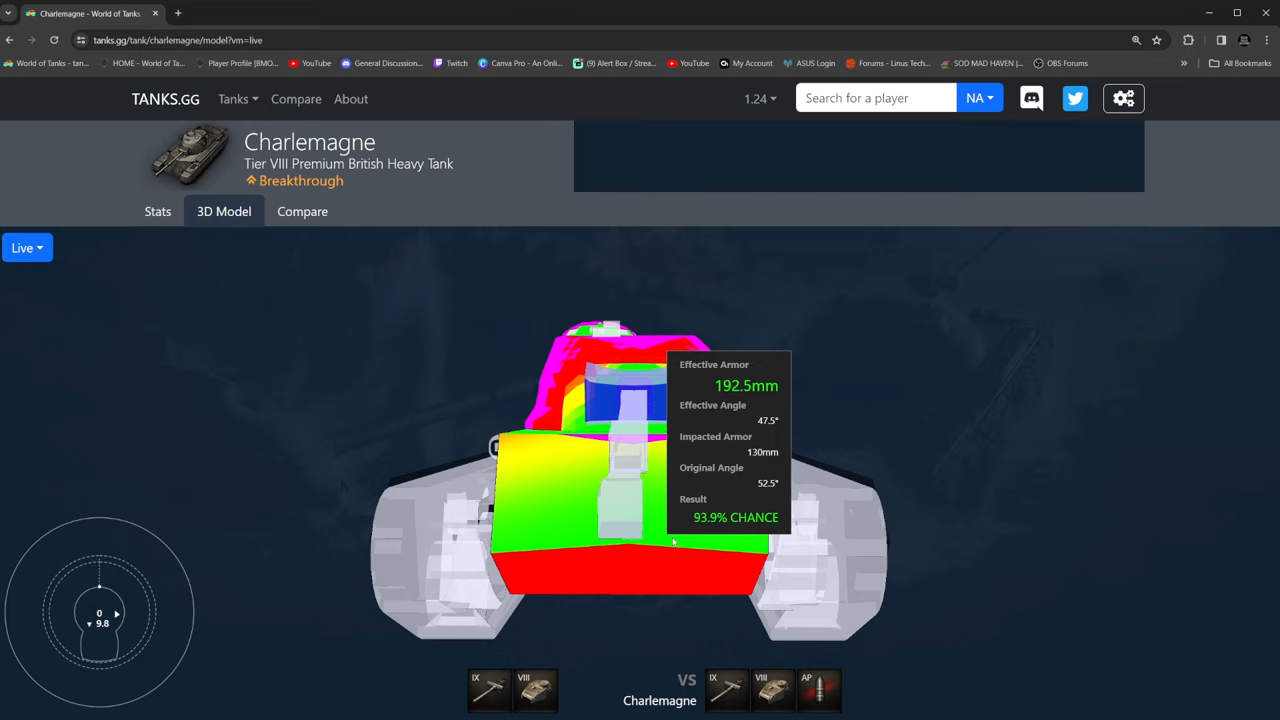 Charlemagne - World of Tanks
tanks.gg/tank/charlemagne/model?vm=live
World of Tanks - tan...
HOME - World of Ta...
Player Profile [BMO...
YouTube
General Discussion...
Twitch
Canva Pro - An Onli...
(9) Alert Box / Strea...
YouTube
My Account
ASUS Login
Forums - Linus Tech...
SOD MAD HAVEN |...
OBS Forums
All Bookmarks
TANKS.GG
Tanks
Compare
About
1.24
Search for a player
NA
Charlemagne
Tier VIII Premium British Heavy Tank
Breakthrough
Stats
3D Model
Compare
Live
Effective Armor
192.5mm
Effective Angle
47.5°
Impacted Armor
130mm
Original Angle
52.5°
Result
93.9% CHANCE
0
9.8
IX
VIII
VS
Charlemagne
IX
VIII
AP